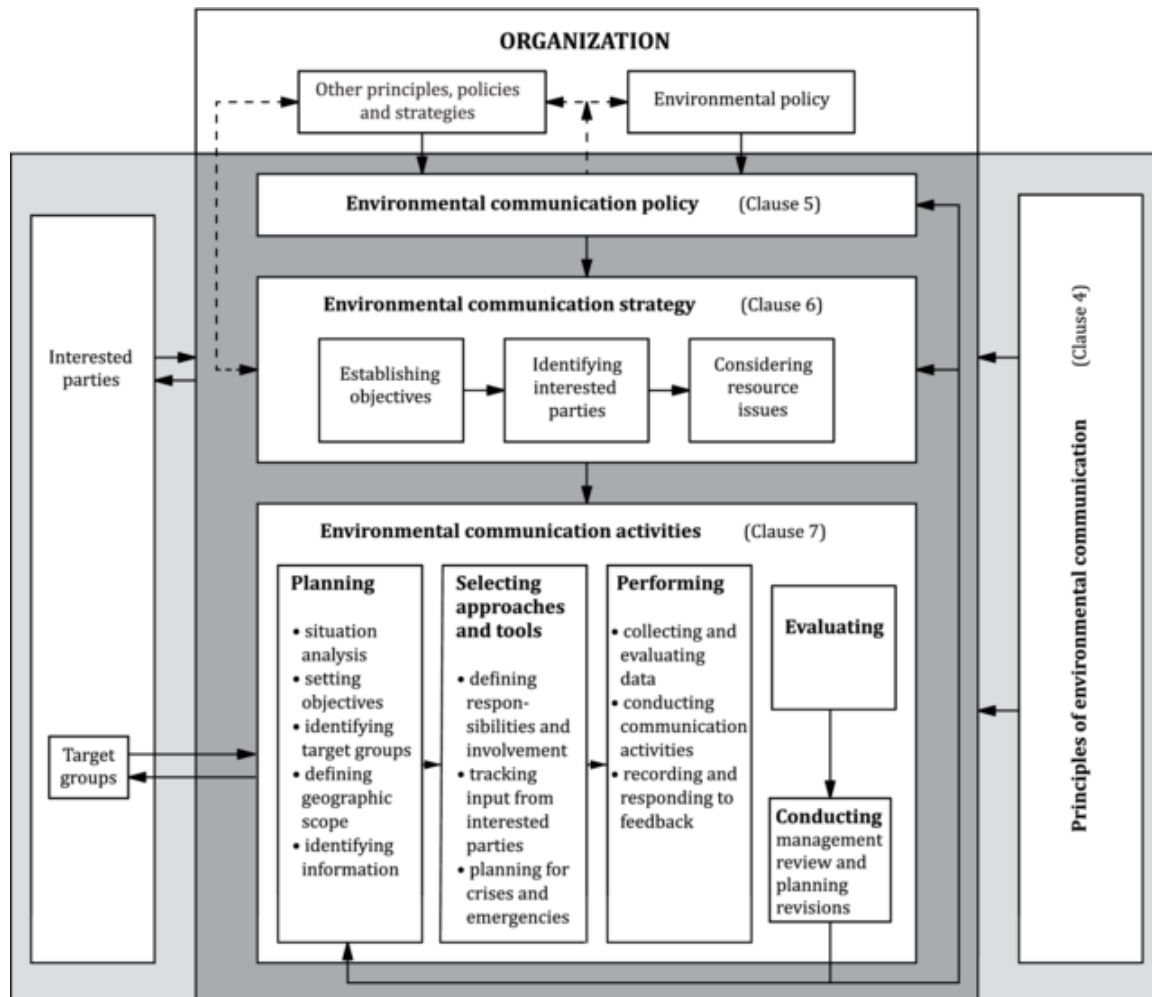 ORGANIZATION
Other principles, policies
and strategies
Environmental policy
Environmental communication policy (Clause 5)
Environmental communication strategy (Clause 6)
Establishing
objectives
Identifying
interested
parties
Considering
resource
issues
Interested
parties
Environmental communication activities (Clause 7)
Planning
• situation
analysis
• setting
objectives
• identifying
target groups
• defining
geographic
scope
• identifying
information
Selecting
approaches
and tools
• defining
respon-
sibilities and
involvement
• tracking
input from
interested
parties
• planning for
crises and
emergencies
Performing
• collecting and
evaluating
data
• conducting
communication
activities
• recording and
responding to
feedback
Evaluating
Conducting
management
review and
planning
revisions
Target
groups
Principles of environmental communication (Clause 4)